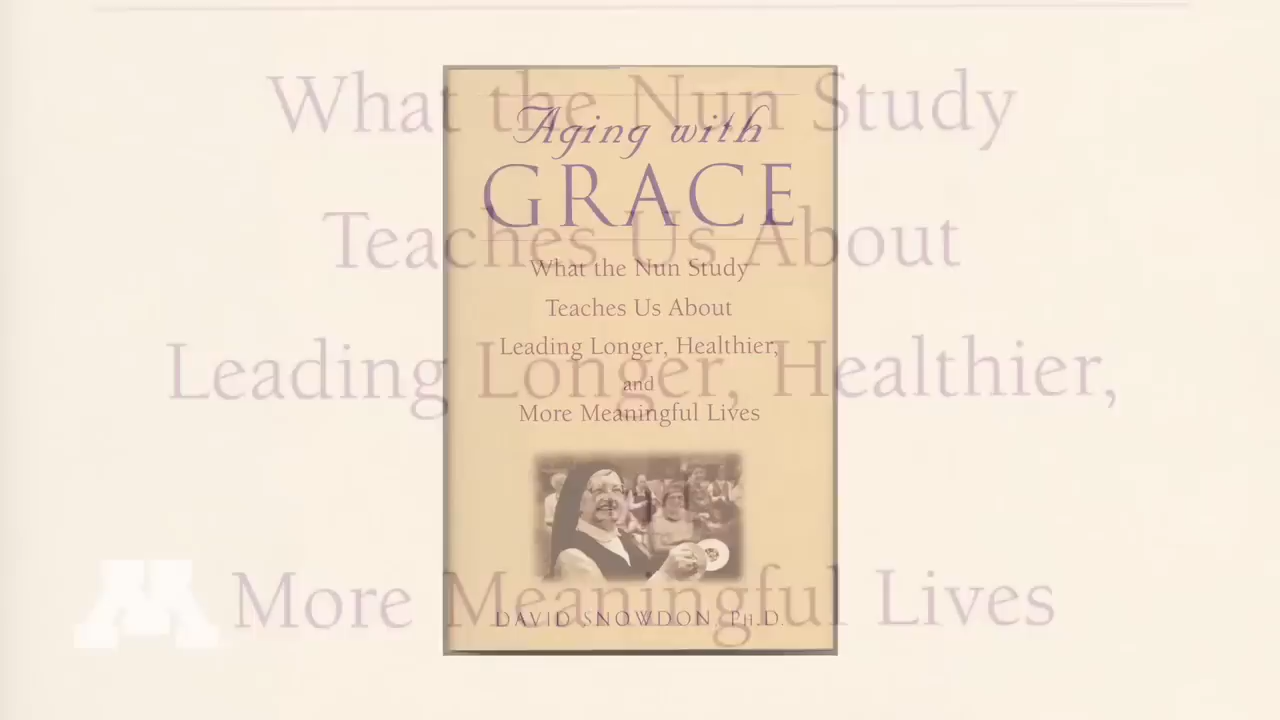 What the Nun Study
Teaches Us About
Leading Longer, Healthier,
More Meaningful Lives
Aging with
GRACE
What the Nun Study
Teaches Us About
Leading Longer, Healthier,
and
More Meaningful Lives
DAVID SNOWDON, PH.D.
M